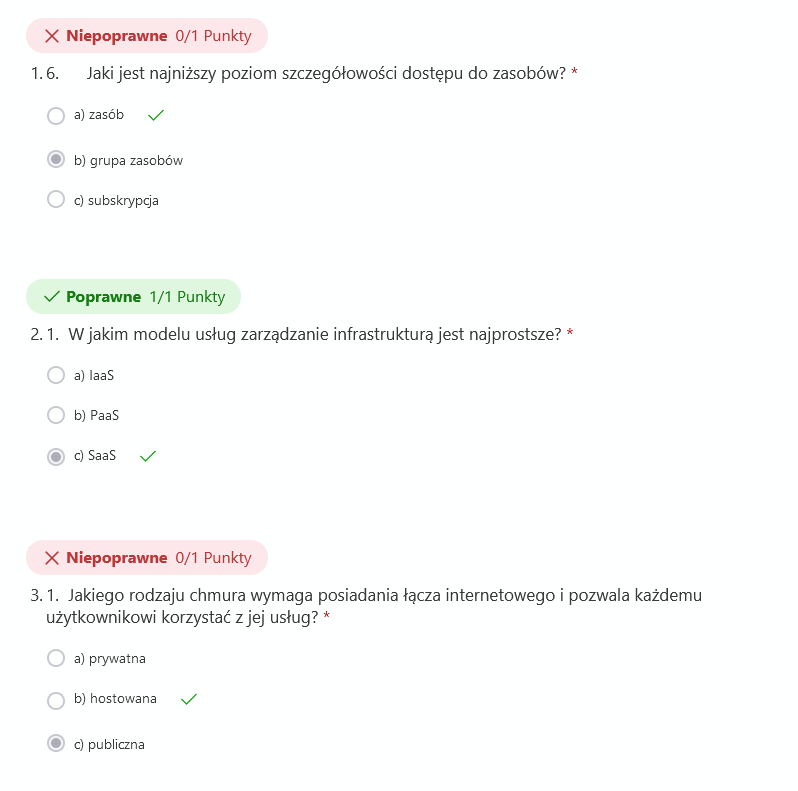 Niepoprawne 0/1 Punkty
1. 6. Jaki jest najniższy poziom szczegółowości dostępu do zasobów? *
a) zasób
b) grupa zasobów
c) subskrypcja
Poprawne 1/1 Punkty
2. 1. W jakim modelu usług zarządzanie infrastrukturą jest najprostsze? *
a) IaaS
b) PaaS
c) SaaS
Niepoprawne 0/1 Punkty
3. 1. Jakiego rodzaju chmura wymaga posiadania łącza internetowego i pozwala każdemu
użytkownikowi korzystać z jej usług? *
a) prywatna
b) hostowana
c) publiczna